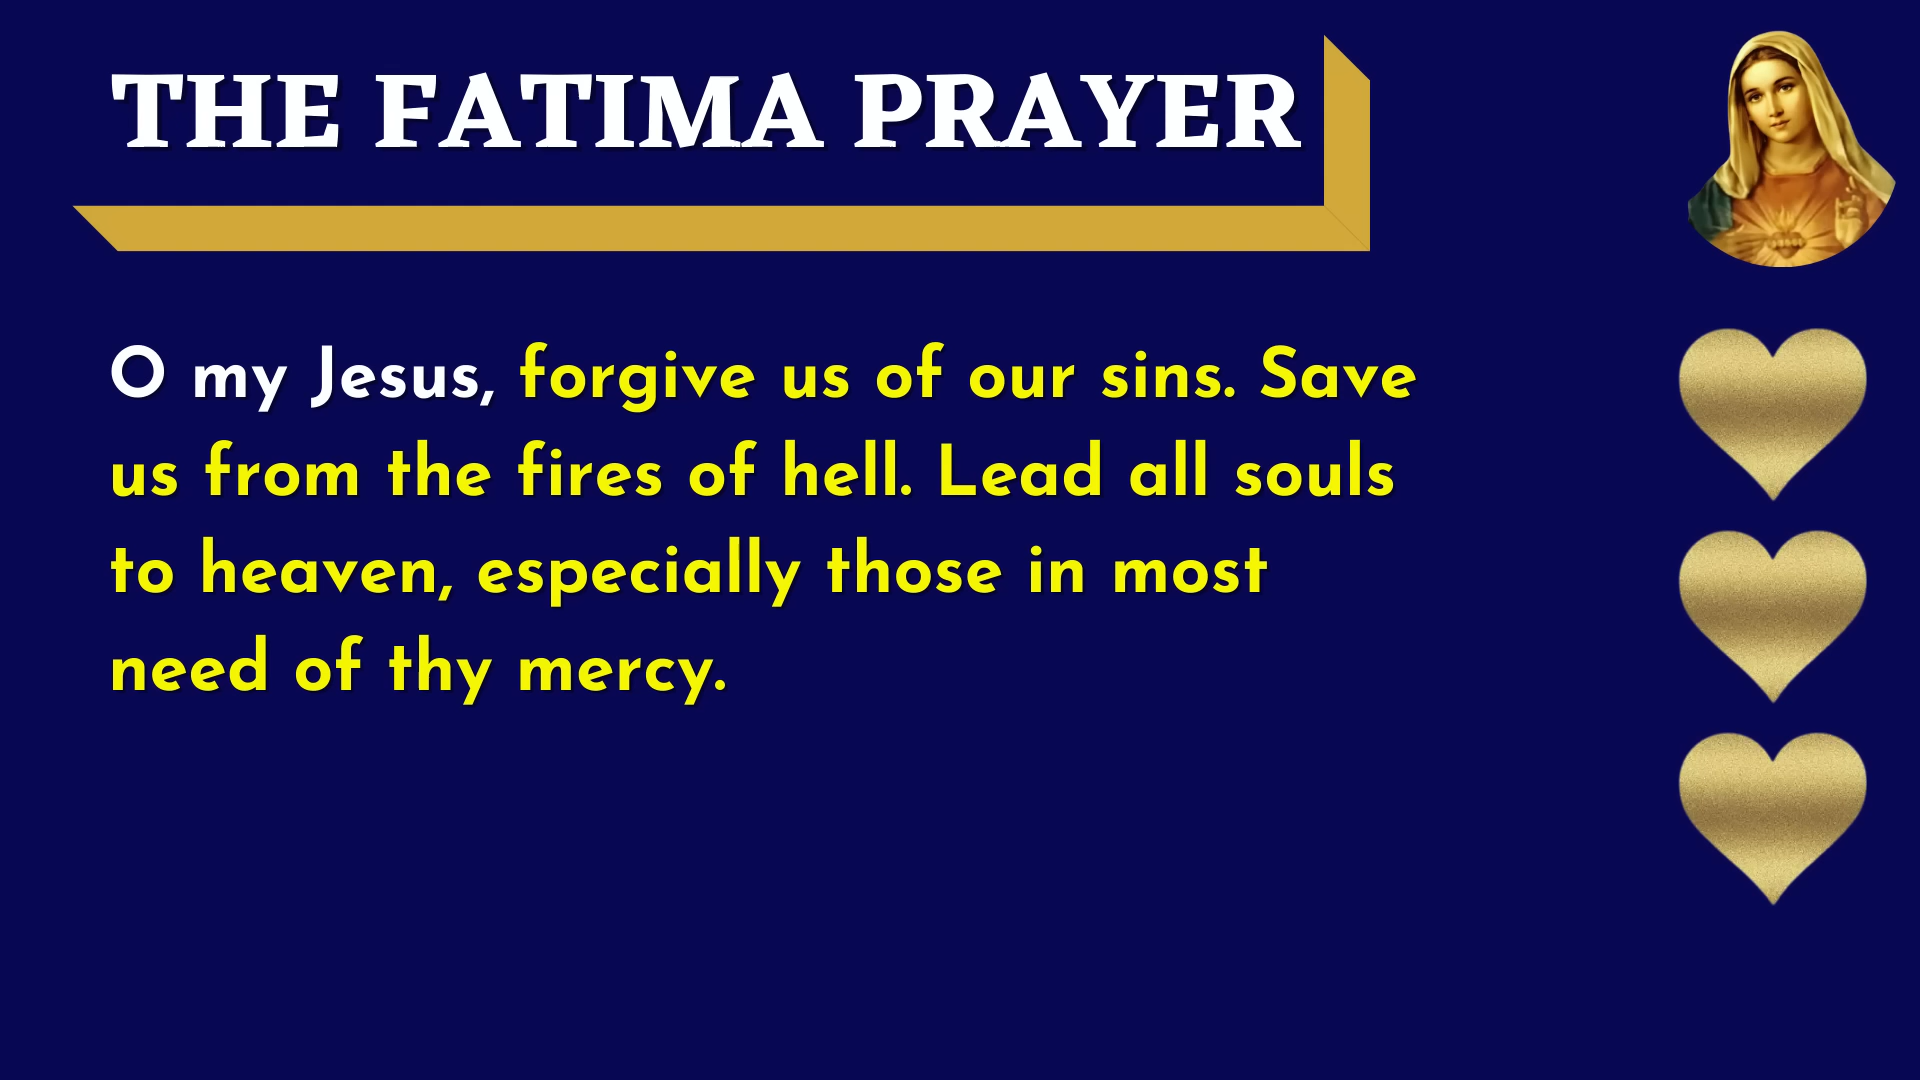 THE FATIMA PRAYER
O my Jesus, forgive us of our sins. Save
us from the fires of hell. Lead all souls
to heaven, especially those in most
need of thy mercy.